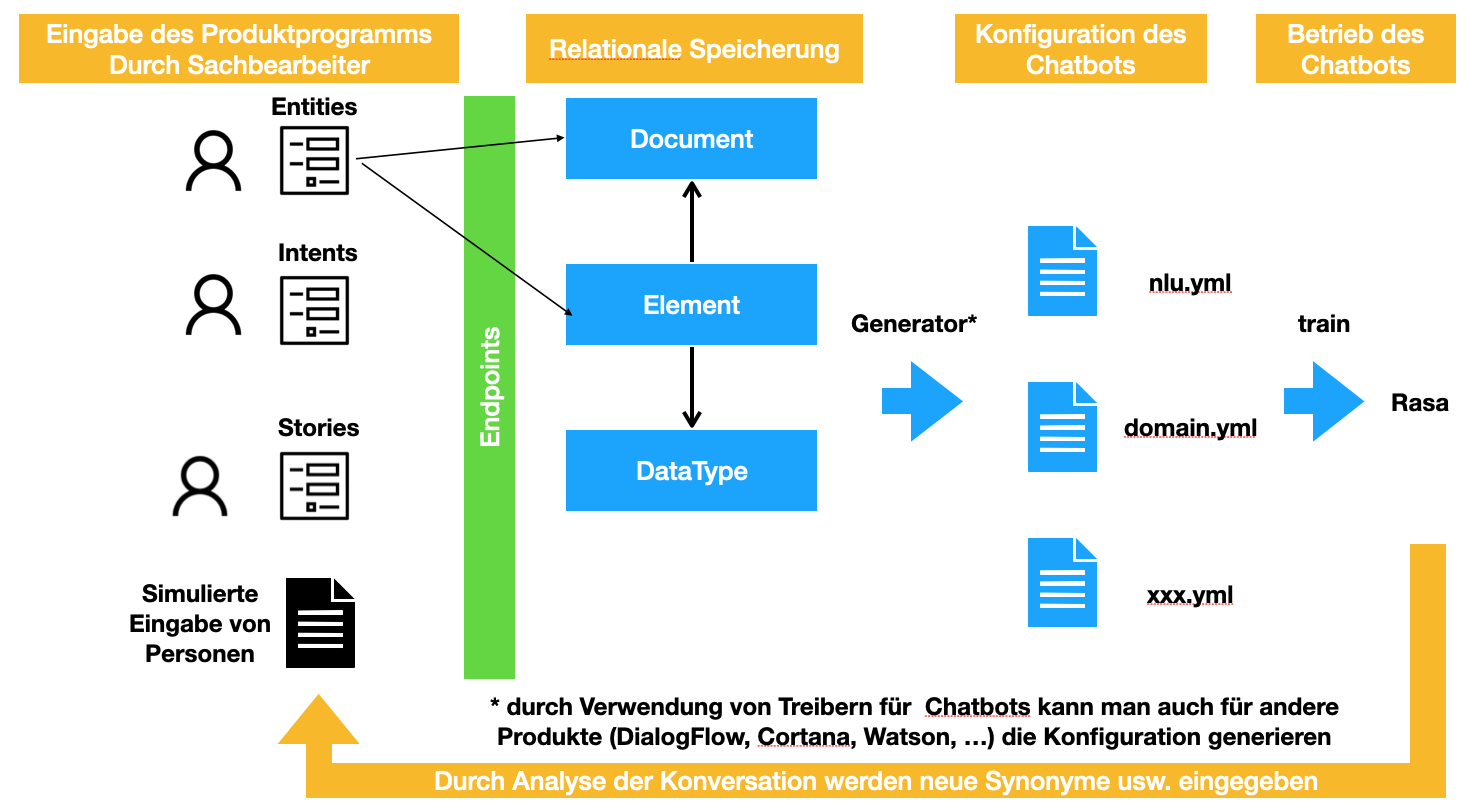 Eingabe des Produktprogramms
Durch Sachbearbeiter
Relationale Speicherung
Konfiguration des
Chatbots
Betrieb des
Chatbots
Entities
Intents
Stories
Simulierte
Eingabe von
Personen
Endpoints
Document
Element
DataType
Generator*
nlu.yml
domain.yml
xxx.yml
train
Rasa
* durch Verwendung von Treibern für Chatbots kann man auch für andere
Produkte (DialogFlow, Cortana, Watson, …) die Konfiguration generieren
Durch Analyse der Konversation werden neue Synonyme usw. eingegeben